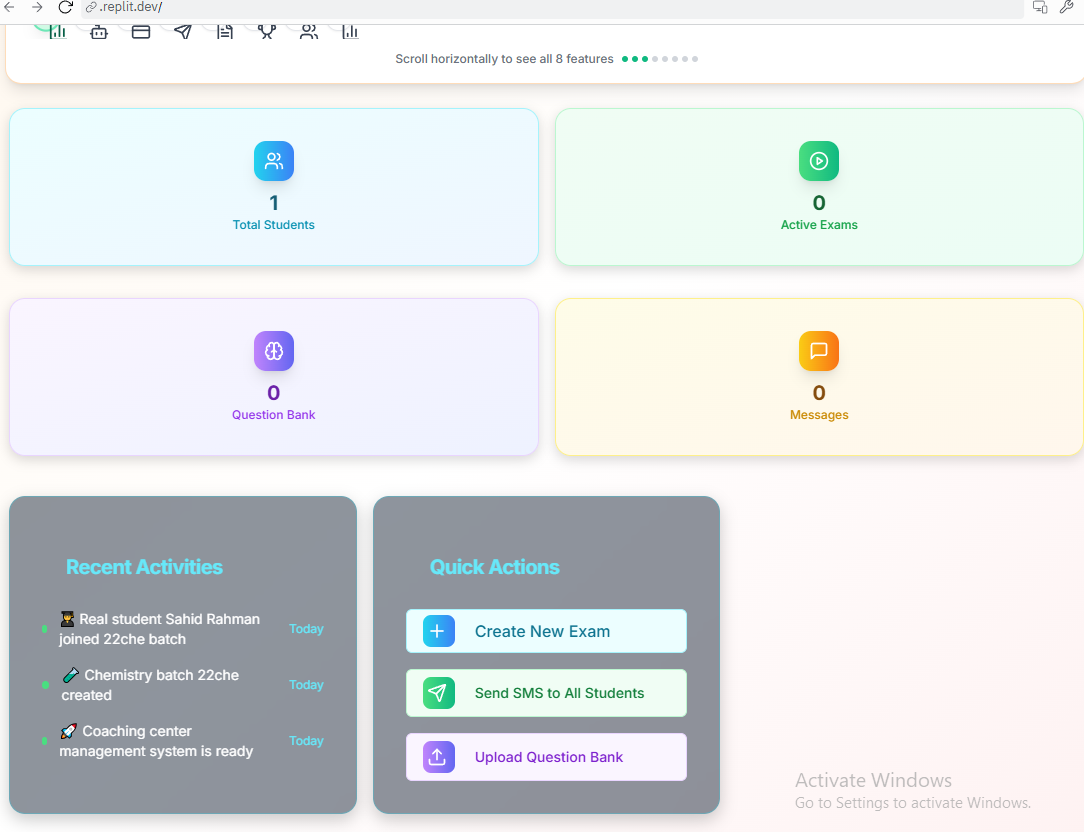 .replit.dev/
Scroll horizontally to see all 8 features
1
Total Students
0
Active Exams
0
Question Bank
0
Messages
Recent Activities
🧑‍🎓 Real student Sahid Rahman
joined 22che batch
Today
🧪 Chemistry batch 22che
created
Today
🚀 Coaching center
management system is ready
Today
Quick Actions
Create New Exam
Send SMS to All Students
Upload Question Bank
Activate Windows
Go to Settings to activate Windows.